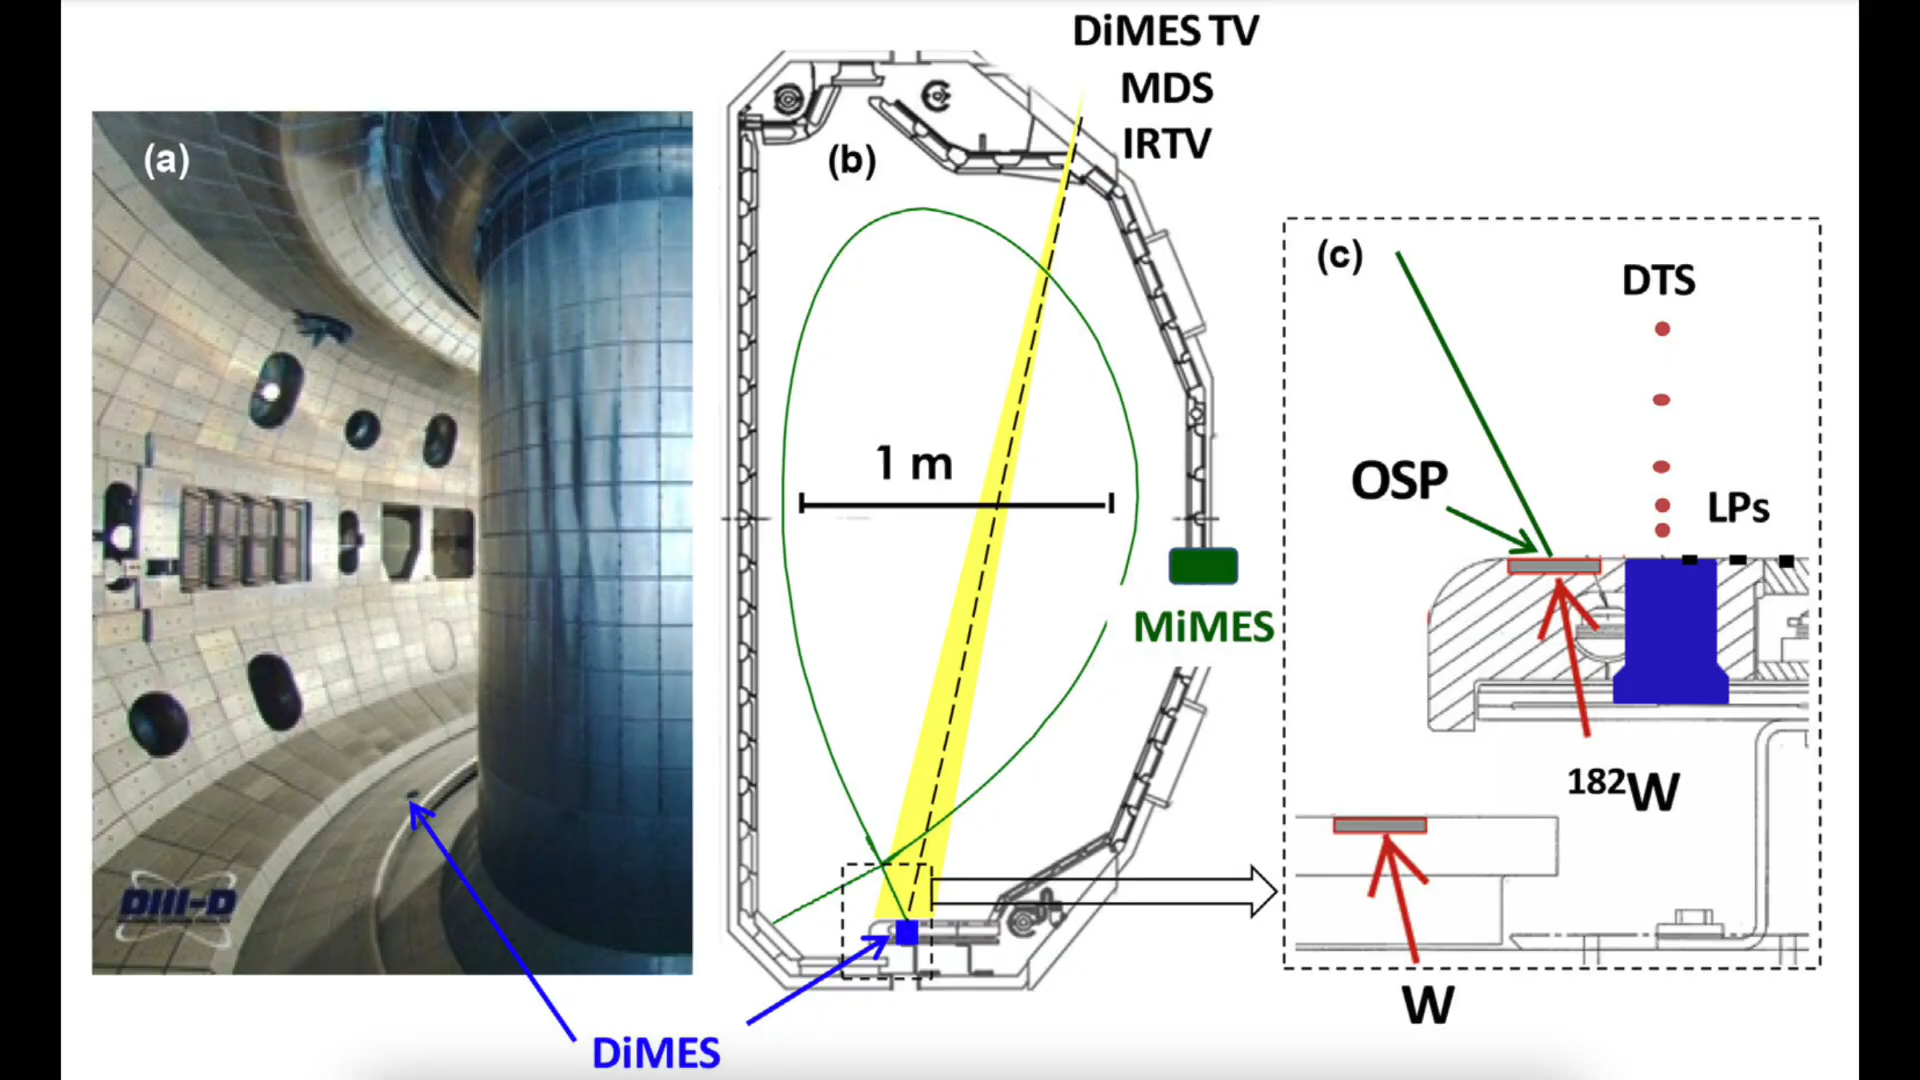 DiMES TV
MDS
IRTV
(a)
(b)
(c)
DTS
1 m
OSP
LPs
MiMES
182W
DIII-D
W
DiMES